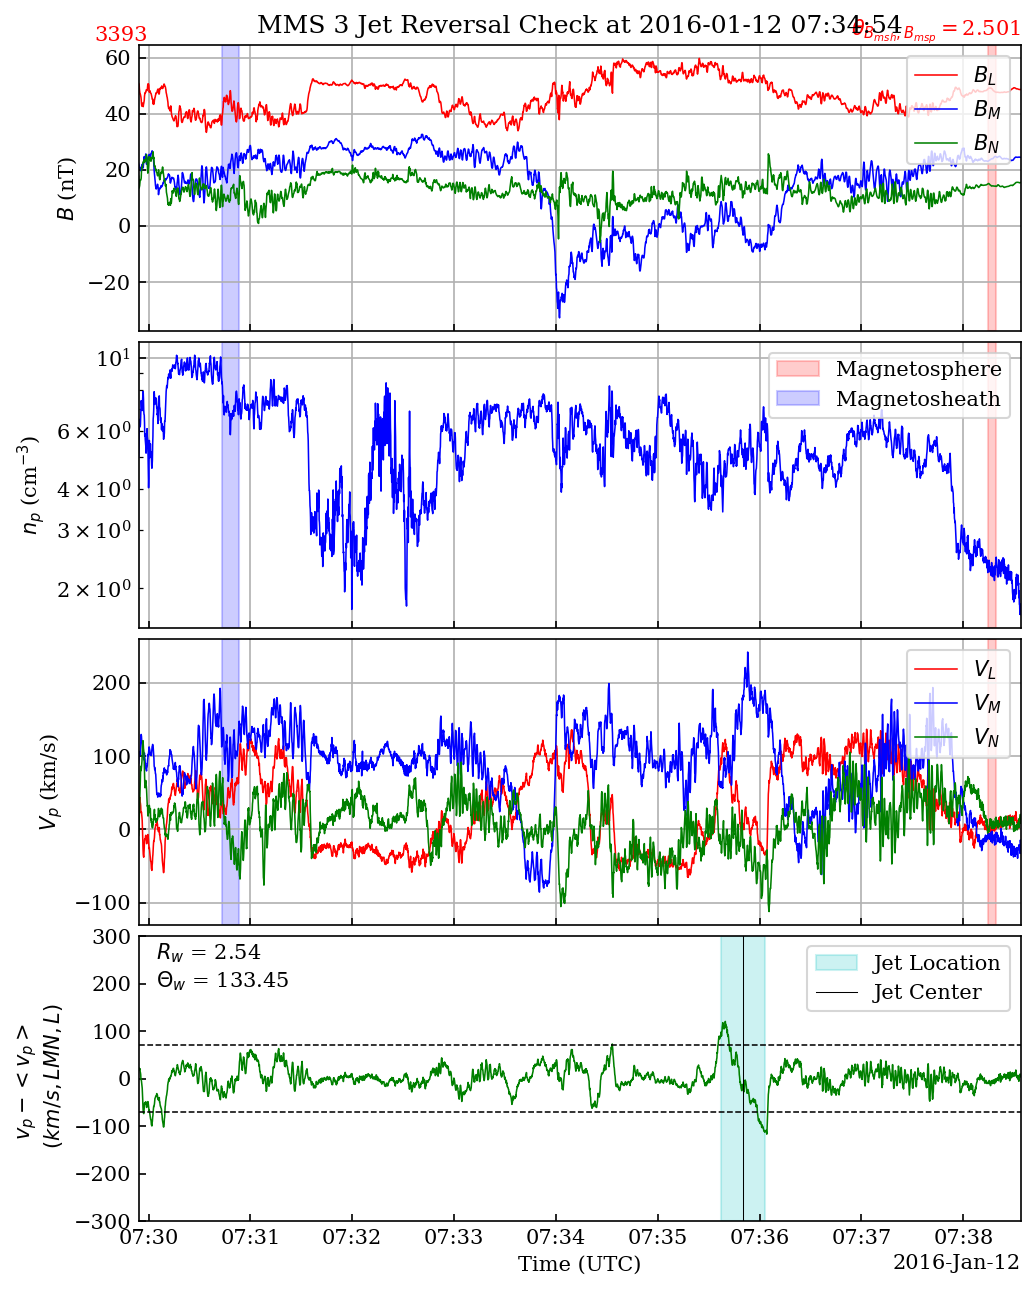 3393
MMS 3 Jet Reversal Check at 2016-01-12 07:34:54
θ_{B_{msh}, B_{msp}} = 2.501
60
40
20
0
−20
B (nT)
B_L
B_M
B_N
10¹
6 × 10⁰
4 × 10⁰
3 × 10⁰
2 × 10⁰
n_p (cm⁻³)
Magnetosphere
Magnetosheath
200
100
0
−100
V_p (km/s)
V_L
V_M
V_N
300
200
100
0
−100
−200
−300
v_p − <v_p>
(km/s, LMN, L)
R_w = 2.54
Θ_w = 133.45
Jet Location
Jet Center
07:30 07:31 07:32 07:33 07:34 07:35 07:36 07:37 07:38
Time (UTC)
2016-Jan-12